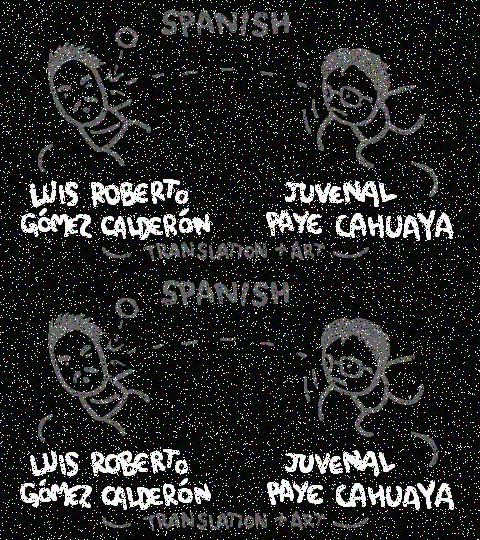 SPANISH
LUIS ROBERTO
GÓMEZ CALDERÓN
JUVENAL
PAYE CAHUAYA
TRANSLATION + ART
SPANISH
LUIS ROBERTO
GÓMEZ CALDERÓN
JUVENAL
PAYE CAHUAYA
TRANSLATION + ART